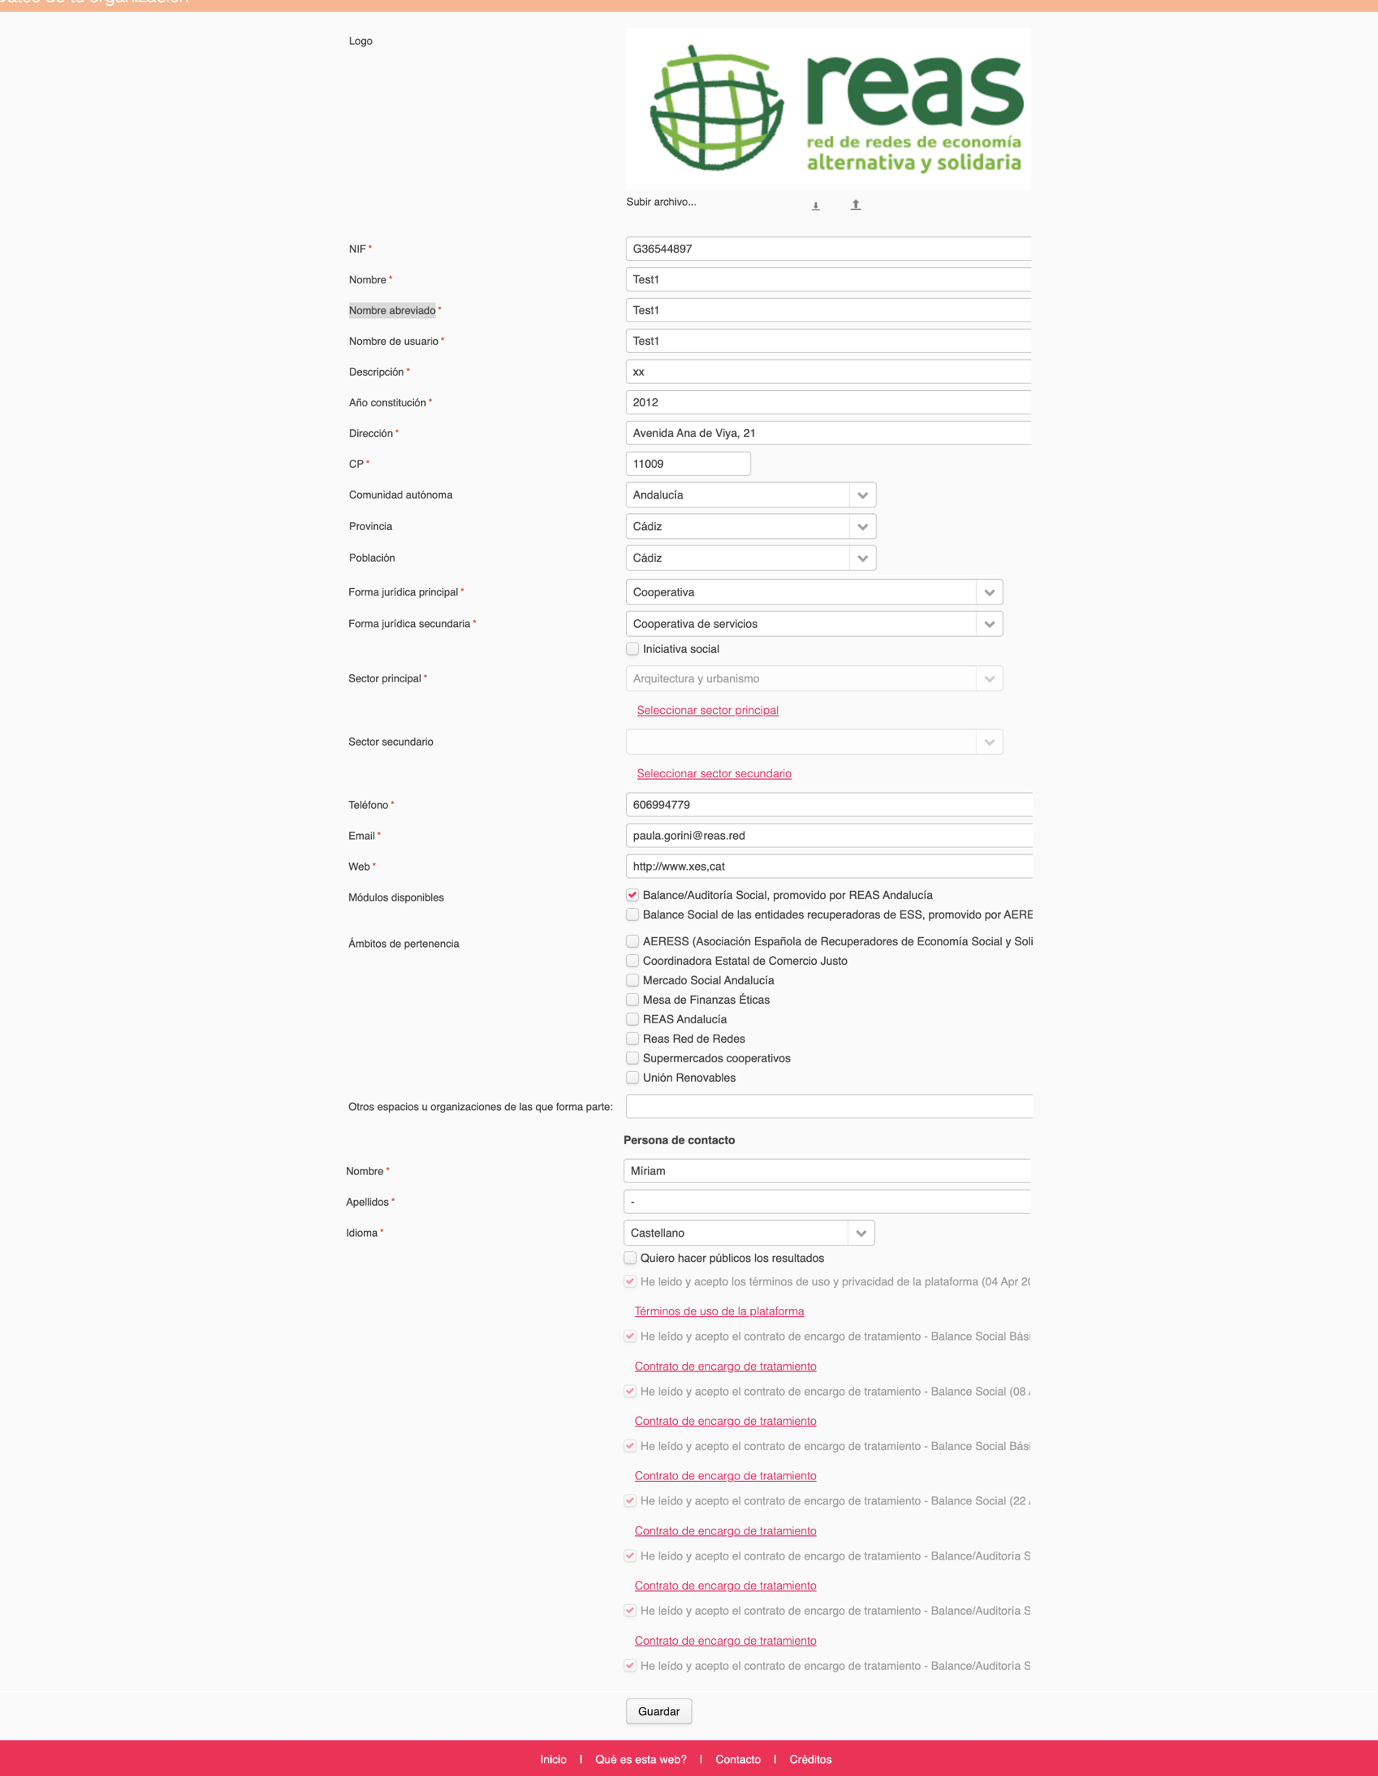 Datos de tu organización
Logo
reas
red de redes de economía
alternativa y solidaria
Subir archivo...
NIF * G36544897
Nombre * Test1
Nombre abreviado * Test1
Nombre de usuario * Test1
Descripción * xx
Año constitución * 2012
Dirección * Avenida Ana de Viya, 21
CP * 11009
Comunidad autónoma Andalucía
Provincia Cádiz
Población Cádiz
Forma jurídica principal * Cooperativa
Forma jurídica secundaria * Cooperativa de servicios
Iniciativa social
Sector principal * Arquitectura y urbanismo
Seleccionar sector principal
Sector secundario
Seleccionar sector secundario
Teléfono * 606994779
Email * paula.gorini@reas.red
Web * http://www.xes,cat
Módulos disponibles Balance/Auditoría Social, promovido por REAS Andalucía
Balance Social de las entidades recuperadoras de ESS, promovido por AERE
Ámbitos de pertenencia AERESS (Asociación Española de Recuperadores de Economía Social y Soli
Coordinadora Estatal de Comercio Justo
Mercado Social Andalucía
Mesa de Finanzas Éticas
REAS Andalucía
Reas Red de Redes
Supermercados cooperativos
Unión Renovables
Otros espacios u organizaciones de las que forma parte:
Persona de contacto
Nombre * Míriam
Apellidos * -
Idioma * Castellano
Quiero hacer públicos los resultados
He leido y acepto los términos de uso y privacidad de la plataforma (04 Apr 20
Términos de uso de la plataforma
He leído y acepto el contrato de encargo de tratamiento - Balance Social Bási
Contrato de encargo de tratamiento
He leído y acepto el contrato de encargo de tratamiento - Balance Social (08
Contrato de encargo de tratamiento
He leído y acepto el contrato de encargo de tratamiento - Balance Social Bási
Contrato de encargo de tratamiento
He leído y acepto el contrato de encargo de tratamiento - Balance Social (22
Contrato de encargo de tratamiento
He leído y acepto el contrato de encargo de tratamiento - Balance/Auditoría S
Contrato de encargo de tratamiento
He leído y acepto el contrato de encargo de tratamiento - Balance/Auditoría S
Contrato de encargo de tratamiento
He leído y acepto el contrato de encargo de tratamiento - Balance/Auditoría S
Guardar
Inicio | Qué es esta web? | Contacto | Créditos